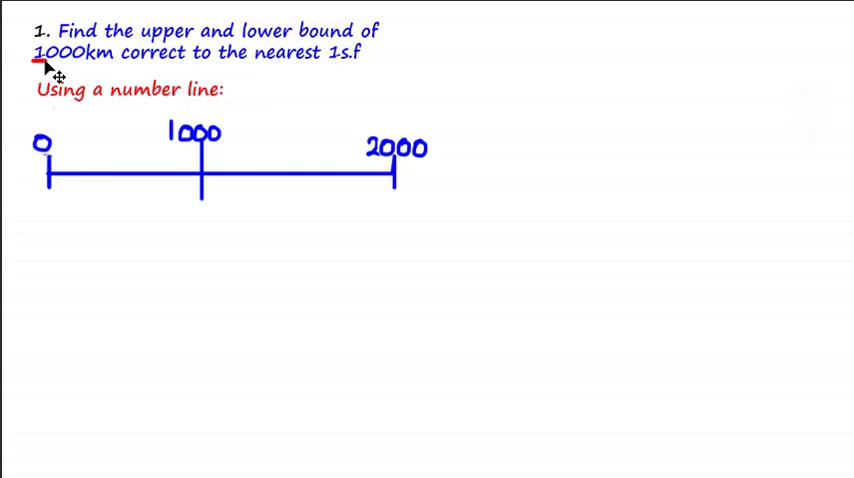 1. Find the upper and lower bound of
1000km correct to the nearest 1s.f
Using a number line:
0 1000 2000